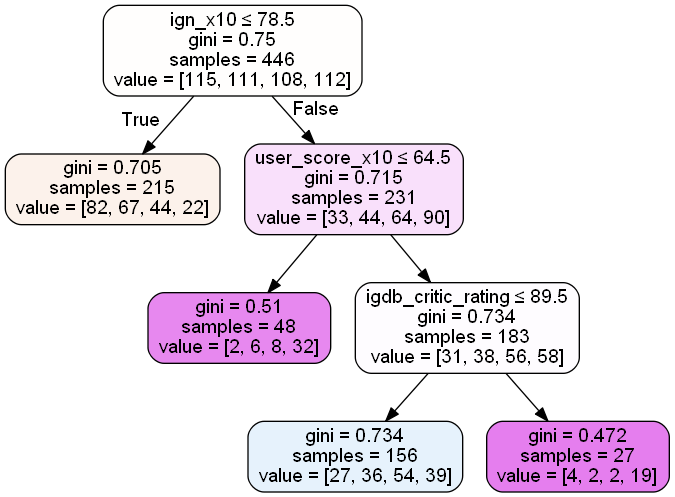 ign_x10 ≤ 78.5
gini = 0.75
samples = 446
value = [115, 111, 108, 112]
True
False
gini = 0.705
samples = 215
value = [82, 67, 44, 22]
user_score_x10 ≤ 64.5
gini = 0.715
samples = 231
value = [33, 44, 64, 90]
gini = 0.51
samples = 48
value = [2, 6, 8, 32]
igdb_critic_rating ≤ 89.5
gini = 0.734
samples = 183
value = [31, 38, 56, 58]
gini = 0.734
samples = 156
value = [27, 36, 54, 39]
gini = 0.472
samples = 27
value = [4, 2, 2, 19]